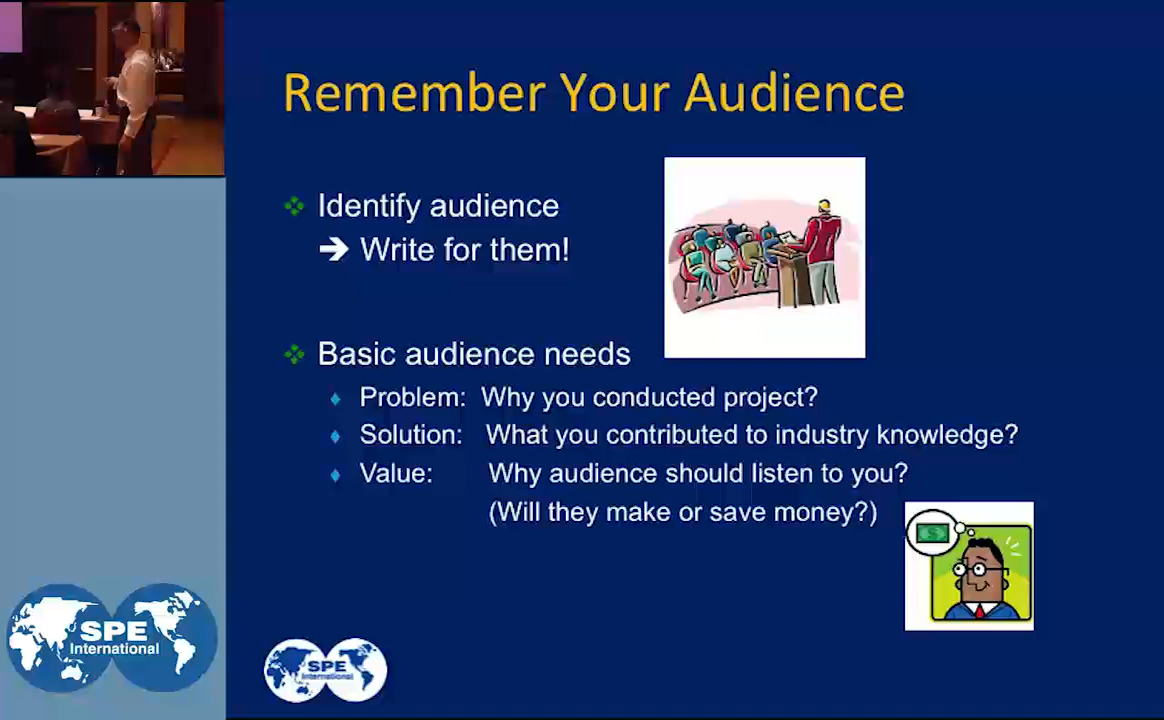 Remember Your Audience
Identify audience
➔ Write for them!
Basic audience needs
Problem: Why you conducted project?
Solution: What you contributed to industry knowledge?
Value: Why audience should listen to you?
(Will they make or save money?)
SPE
International
SPE
International